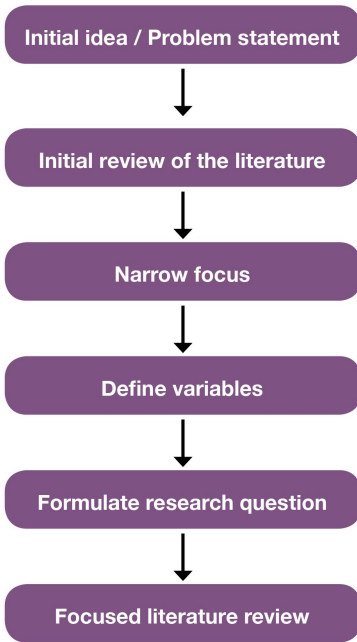 Initial idea / Problem statement
Initial review of the literature
Narrow focus
Define variables
Formulate research question
Focused literature review